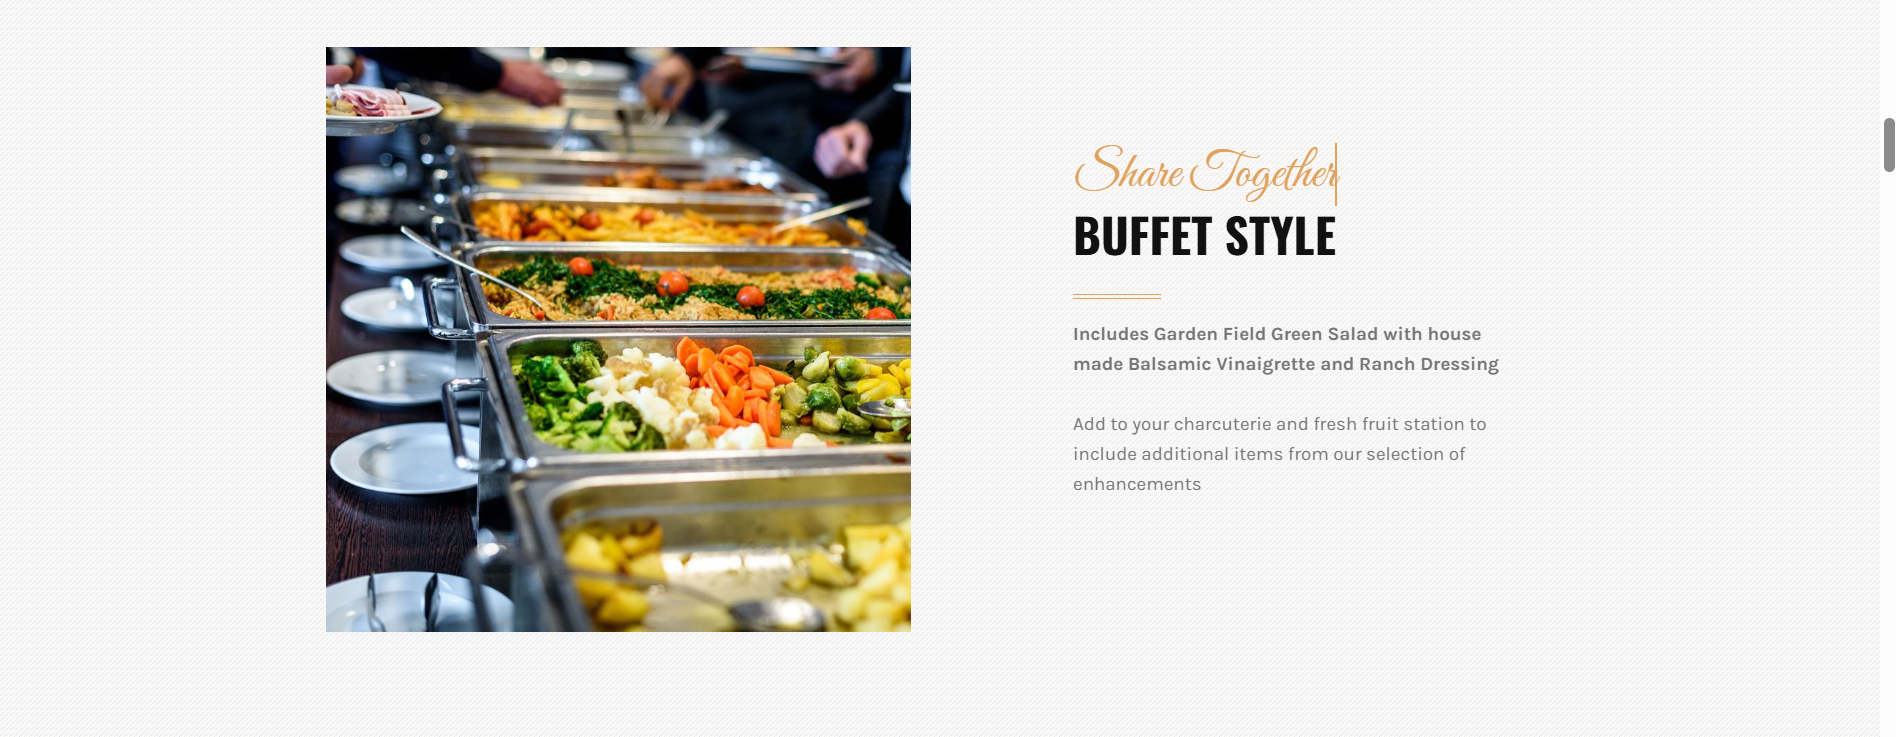 Share Together
BUFFET STYLE
Includes Garden Field Green Salad with house
made Balsamic Vinaigrette and Ranch Dressing
Add to your charcuterie and fresh fruit station to
include additional items from our selection of
enhancements